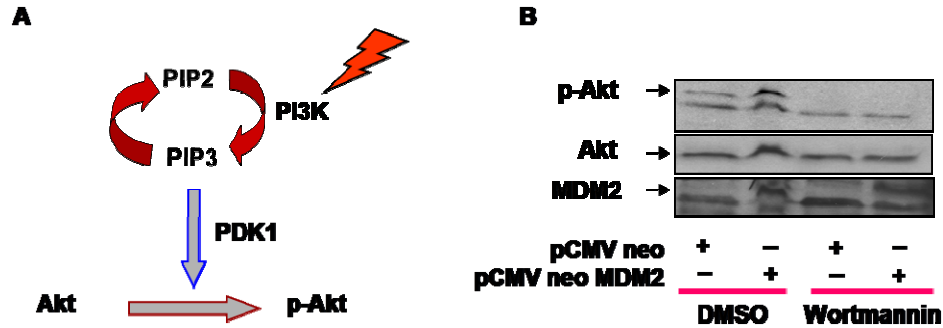 A
PIP2
PI3K
PIP3
PDK1
Akt
p-Akt
B
p-Akt
Akt
MDM2
pCMV neo + – + –
pCMV neo MDM2 – + – +
DMSO Wortmannin